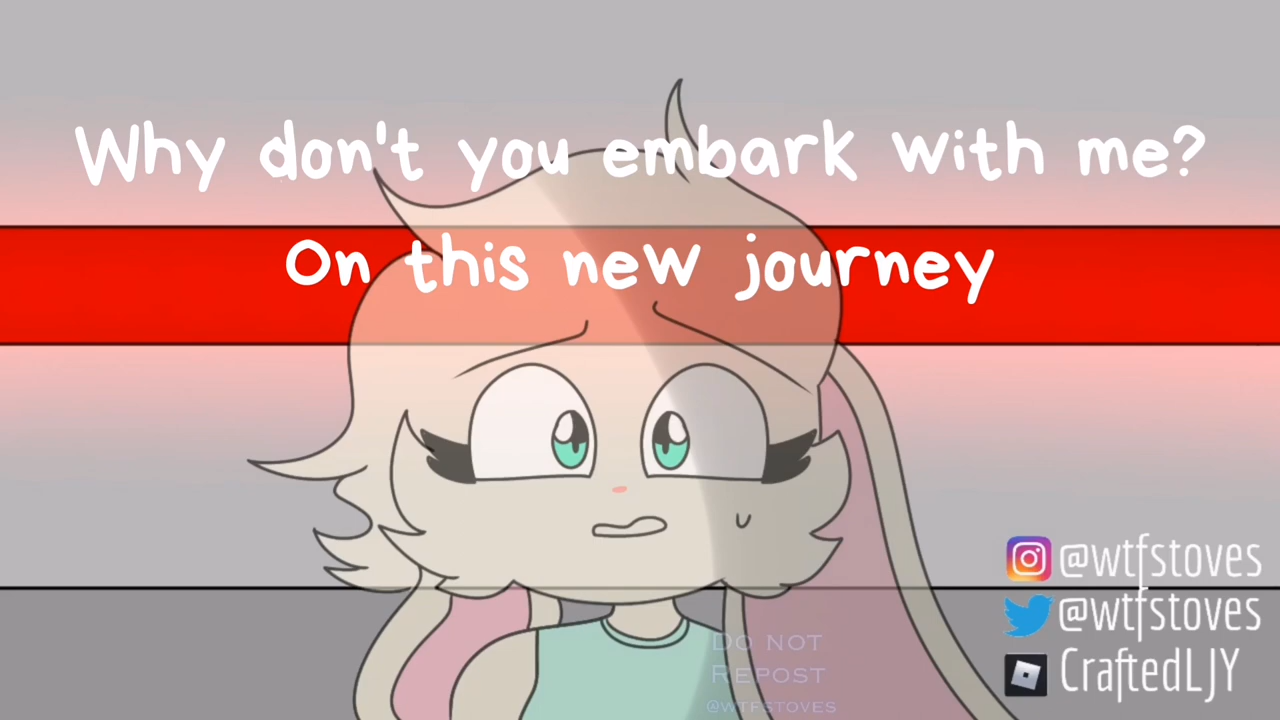 Why don't you embark with me?
On this new journey
@wtfstoves
@wtfstoves
CraftedLJY
Do not
Repost
@wtfstoves